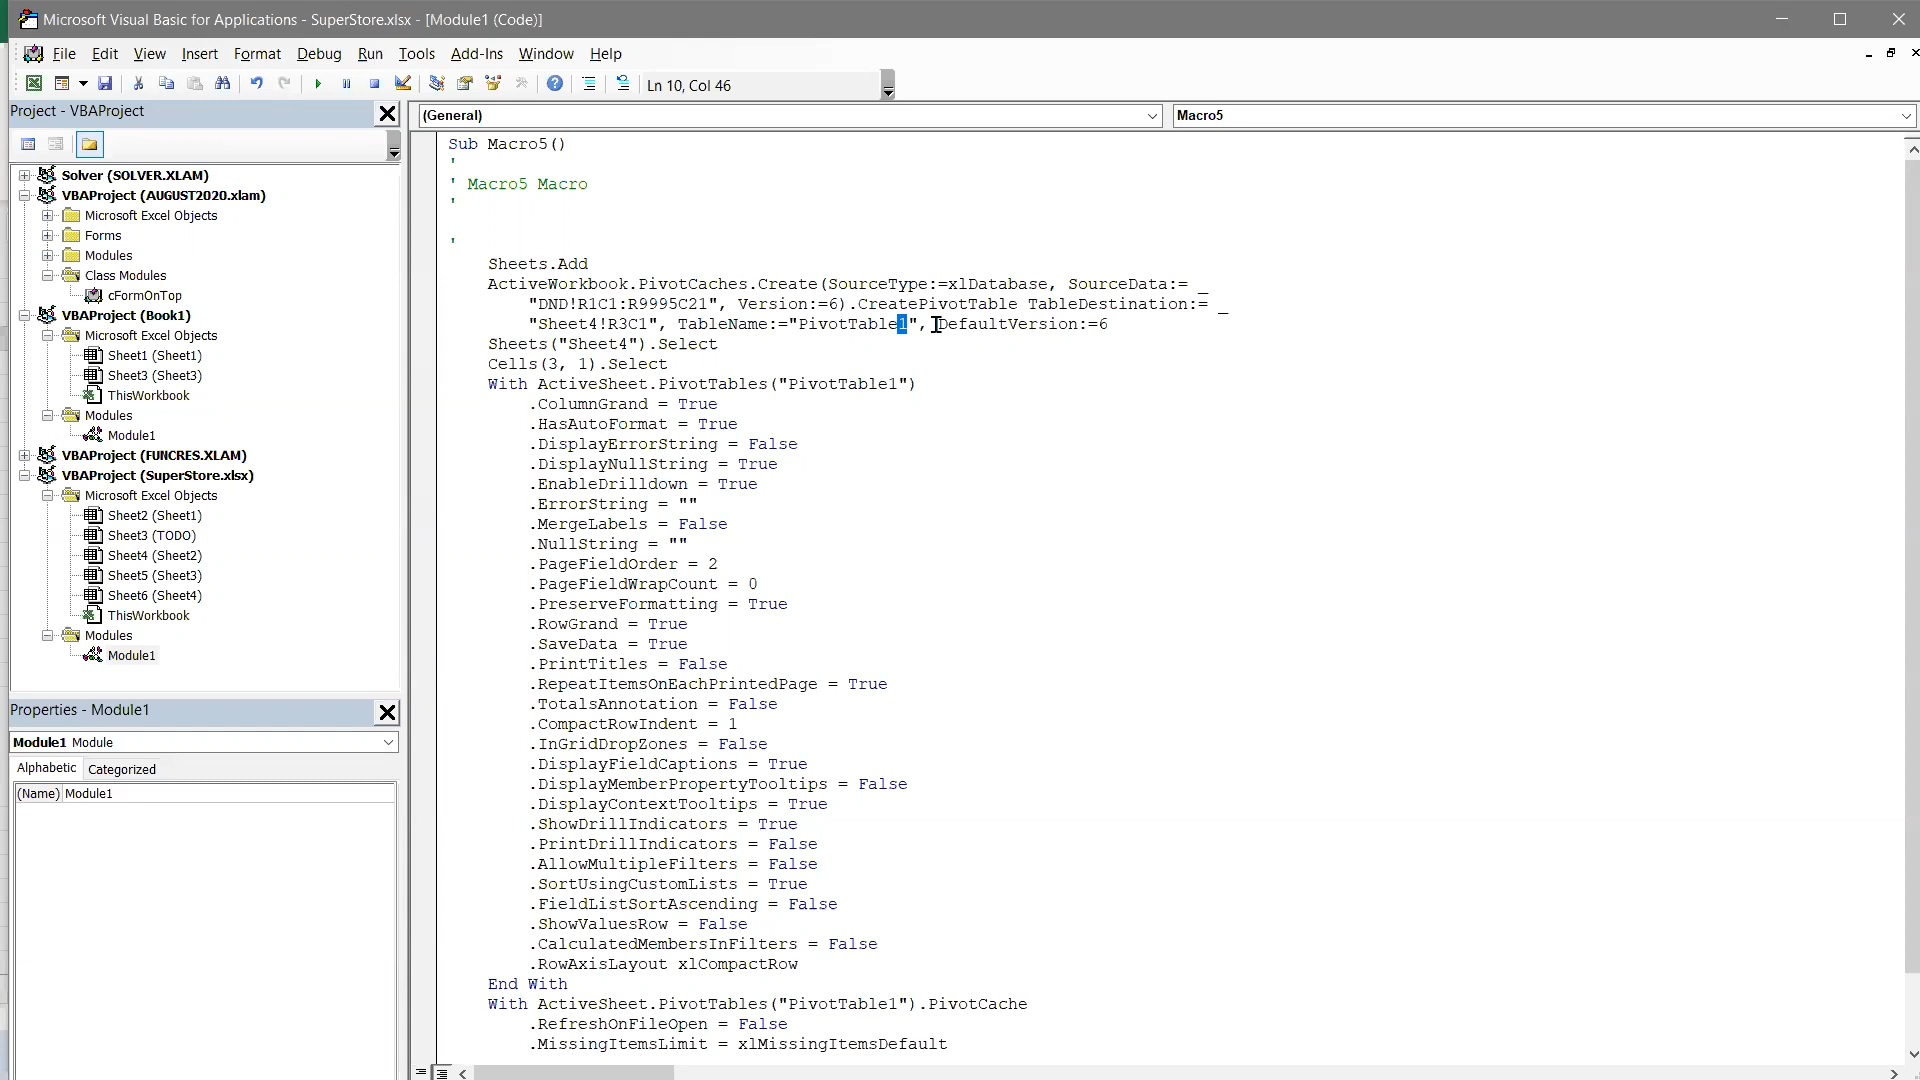 Microsoft Visual Basic for Applications - SuperStore.xlsx - [Module1 (Code)]
File Edit View Insert Format Debug Run Tools Add-Ins Window Help
Ln 10, Col 46
Project - VBAProject
Solver (SOLVER.XLAM)
VBAProject (AUGUST2020.xlam)
Microsoft Excel Objects
Forms
Modules
Class Modules
cFormOnTop
VBAProject (Book1)
Microsoft Excel Objects
Sheet1 (Sheet1)
Sheet3 (Sheet3)
ThisWorkbook
Modules
Module1
VBAProject (FUNCRES.XLAM)
VBAProject (SuperStore.xlsx)
Microsoft Excel Objects
Sheet2 (Sheet1)
Sheet3 (TODO)
Sheet4 (Sheet2)
Sheet5 (Sheet3)
Sheet6 (Sheet4)
ThisWorkbook
Modules
Module1
Properties - Module1
Module1 Module
Alphabetic Categorized
(Name) Module1
(General) Macro5
Sub Macro5()
'
' Macro5 Macro
'
'
Sheets.Add
ActiveWorkbook.PivotCaches.Create(SourceType:=xlDatabase, SourceData:= _
"DND!R1C1:R9995C21", Version:=6).CreatePivotTable TableDestination:= _
"Sheet4!R3C1", TableName:="PivotTable1", DefaultVersion:=6
Sheets("Sheet4").Select
Cells(3, 1).Select
With ActiveSheet.PivotTables("PivotTable1")
.ColumnGrand = True
.HasAutoFormat = True
.DisplayErrorString = False
.DisplayNullString = True
.EnableDrilldown = True
.ErrorString = ""
.MergeLabels = False
.NullString = ""
.PageFieldOrder = 2
.PageFieldWrapCount = 0
.PreserveFormatting = True
.RowGrand = True
.SaveData = True
.PrintTitles = False
.RepeatItemsOnEachPrintedPage = True
.TotalsAnnotation = False
.CompactRowIndent = 1
.InGridDropZones = False
.DisplayFieldCaptions = True
.DisplayMemberPropertyTooltips = False
.DisplayContextTooltips = True
.ShowDrillIndicators = True
.PrintDrillIndicators = False
.AllowMultipleFilters = False
.SortUsingCustomLists = True
.FieldListSortAscending = False
.ShowValuesRow = False
.CalculatedMembersInFilters = False
.RowAxisLayout xlCompactRow
End With
With ActiveSheet.PivotTables("PivotTable1").PivotCache
.RefreshOnFileOpen = False
.MissingItemsLimit = xlMissingItemsDefault